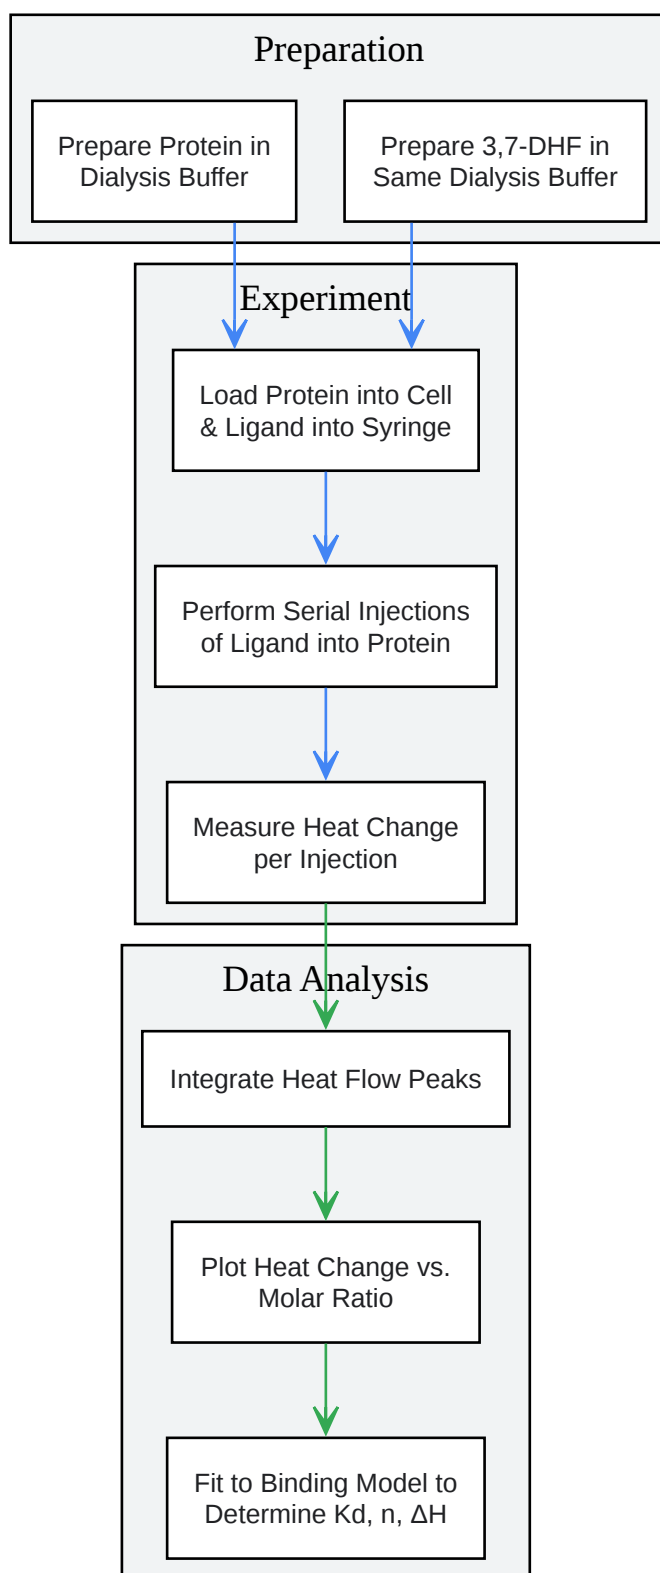 Preparation
Prepare Protein in
Dialysis Buffer
Prepare 3,7-DHF in
Same Dialysis Buffer
Experiment
Load Protein into Cell
& Ligand into Syringe
Perform Serial Injections
of Ligand into Protein
Measure Heat Change
per Injection
Data Analysis
Integrate Heat Flow Peaks
Plot Heat Change vs.
Molar Ratio
Fit to Binding Model to
Determine Kd, n, ΔH